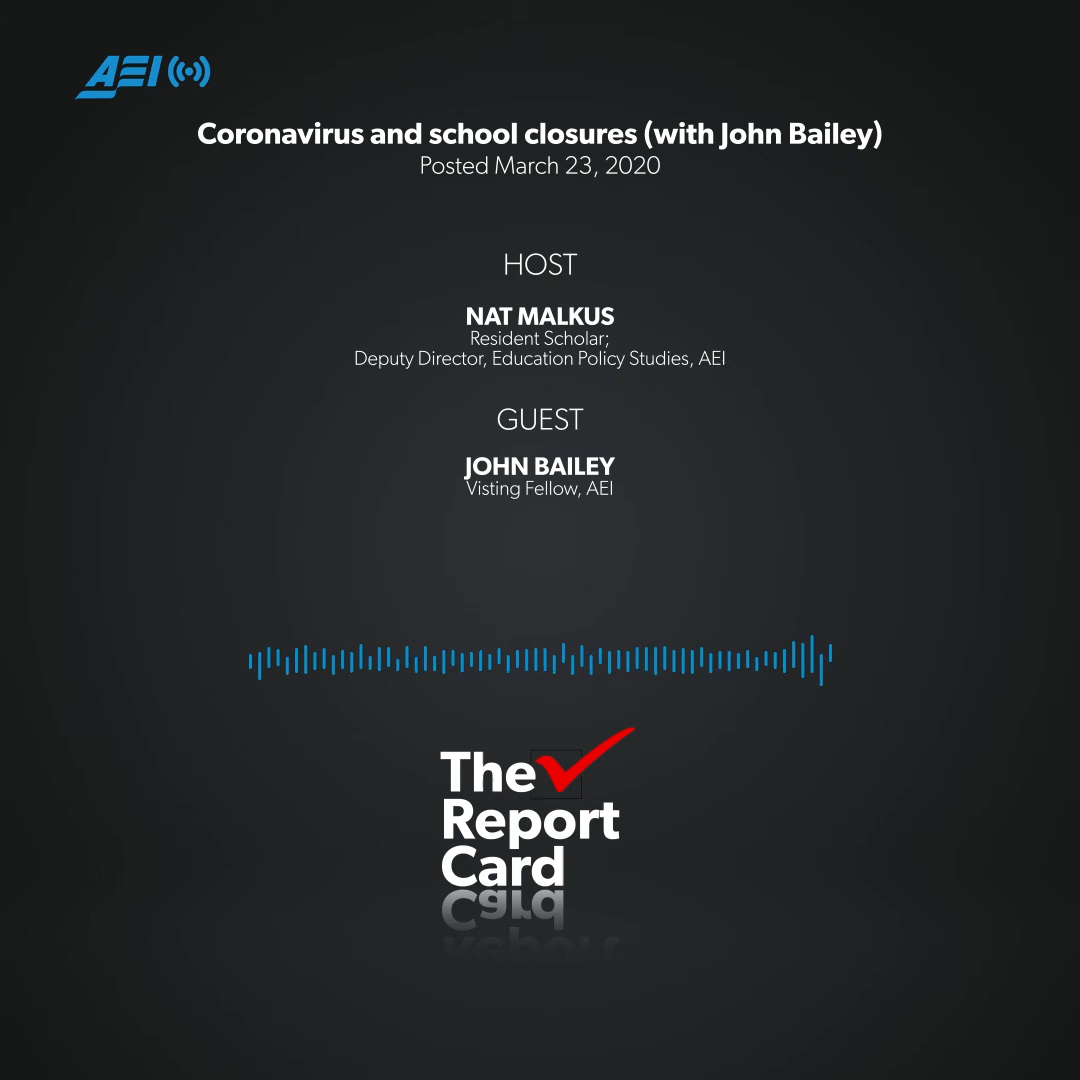 AEI
Coronavirus and school closures (with John Bailey)
Posted March 23, 2020
HOST
NAT MALKUS
Resident Scholar;
Deputy Director, Education Policy Studies, AEI
GUEST
JOHN BAILEY
Visting Fellow, AEI
The
Report
Card